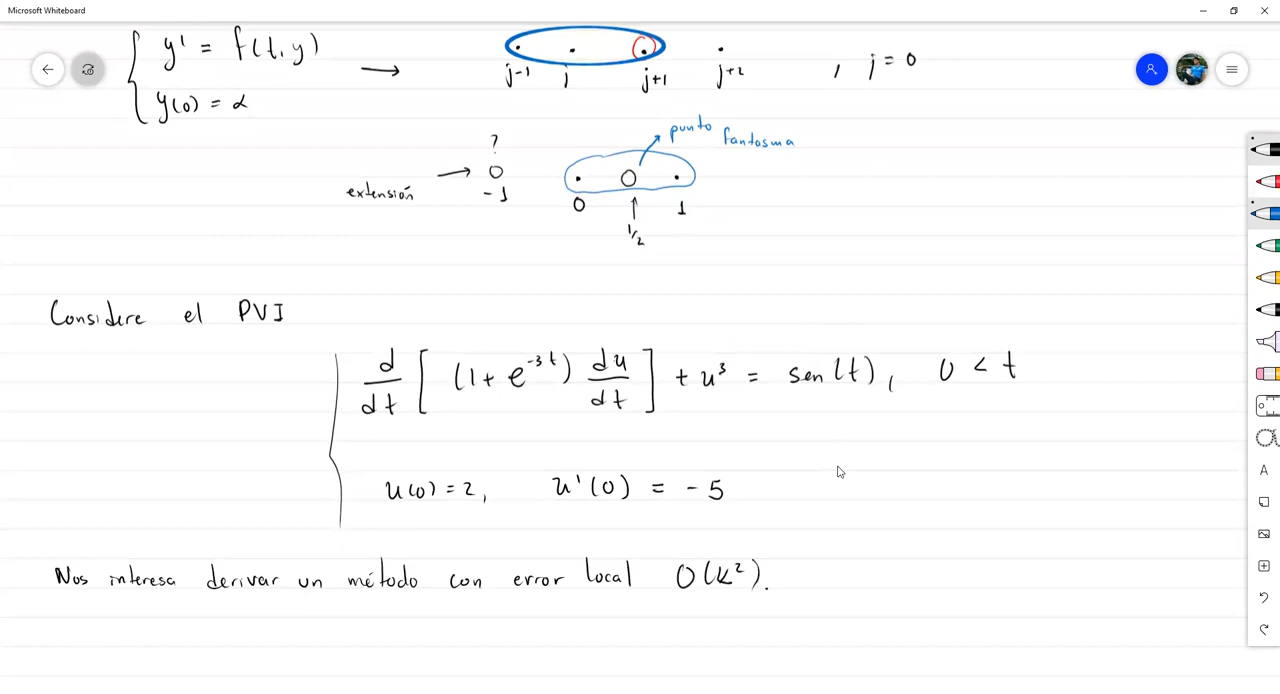 Microsoft Whiteboard
y' = f(t, y)
y(0) = α
→
j-1 j j+1 j+2
, j = 0
punto fantasma
extensión → ? 0 -1
0 1/2 1
Considere el PVI
d/dt [ (1 + e^{-3t}) du/dt ] + u³ = sen(t), 0 < t
u(0) = 2, u'(0) = -5
Nos interesa derivar un método con error local O(k²).
A